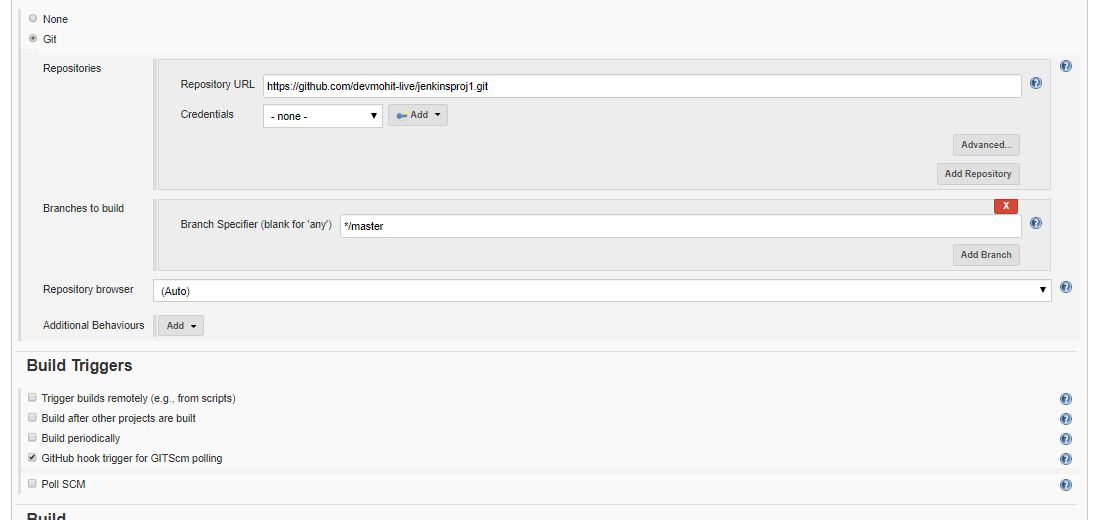 None
Git
Repositories
Repository URL https://github.com/devmohit-live/jenkinsproj1.git
Credentials - none - Add
Advanced...
Add Repository
Branches to build
X
Branch Specifier (blank for 'any') */master
Add Branch
Repository browser (Auto)
Additional Behaviours Add
Build Triggers
Trigger builds remotely (e.g., from scripts)
Build after other projects are built
Build periodically
GitHub hook trigger for GITScm polling
Poll SCM
Build